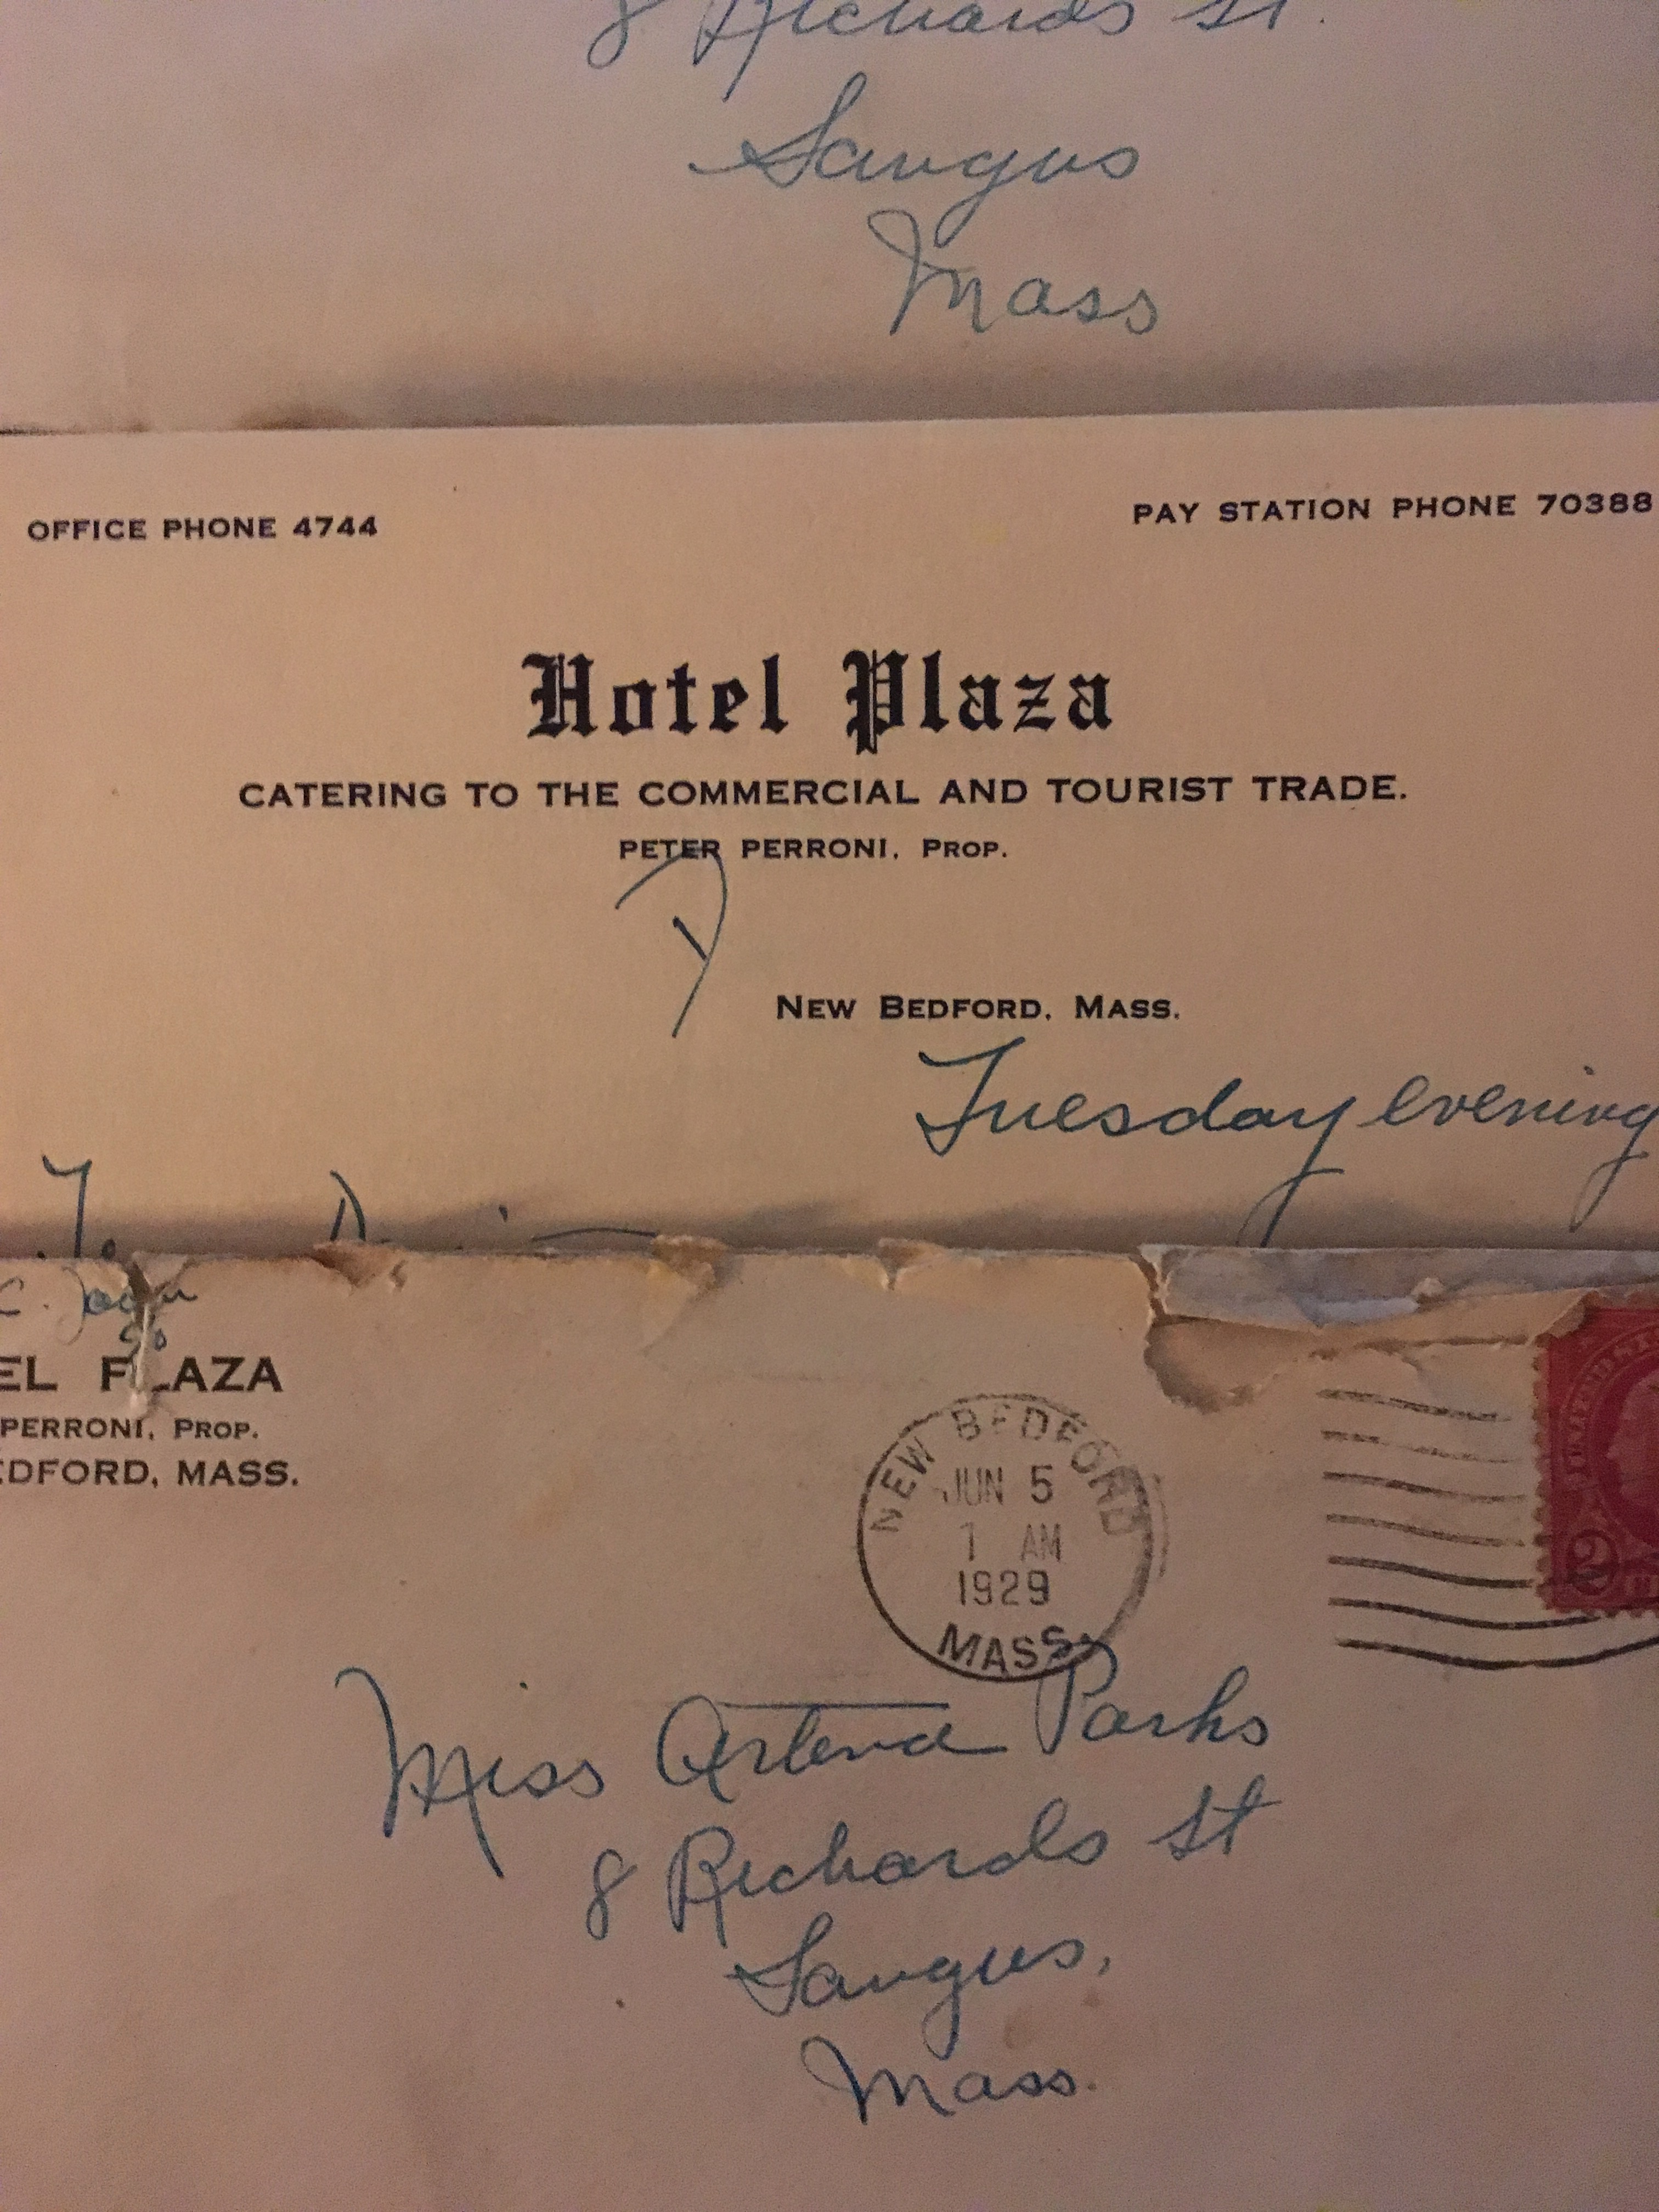 8 Richards St.
Saugus
Mass
OFFICE PHONE 4744
PAY STATION PHONE 70388
Hotel Plaza
CATERING TO THE COMMERCIAL AND TOURIST TRADE.
PETER PERRONI, PROP.
NEW BEDFORD, MASS.
Tuesday evening
EL PLAZA
PERRONI, PROP.
EDFORD, MASS.
NEW BEDFORD
JUN 5
1 AM
1929
MASS.
2
Miss Artena Parks
8 Richards St
Saugus,
Mass.